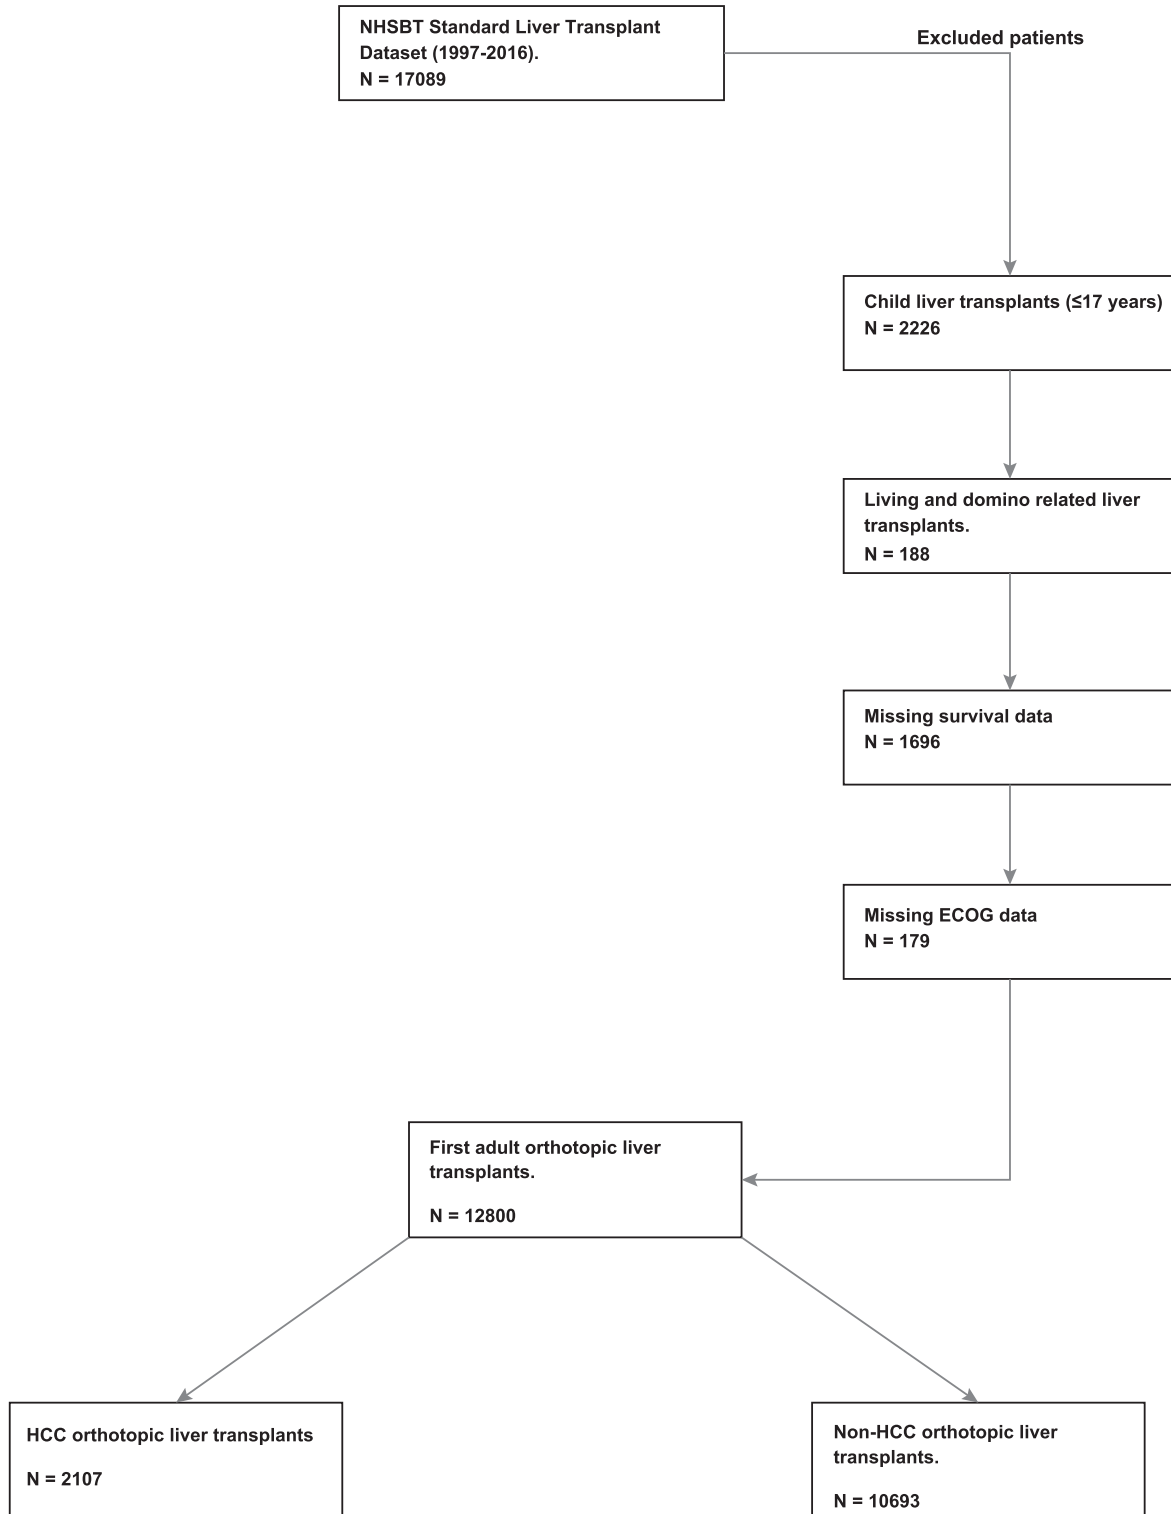 NHSBT Standard Liver Transplant
Dataset (1997-2016).
N = 17089
Excluded patients
Child liver transplants (≤17 years)
N = 2226
Living and domino related liver
transplants.
N = 188
Missing survival data
N = 1696
Missing ECOG data
N = 179
First adult orthotopic liver
transplants.
N = 12800
HCC orthotopic liver transplants
N = 2107
Non-HCC orthotopic liver
transplants.
N = 10693